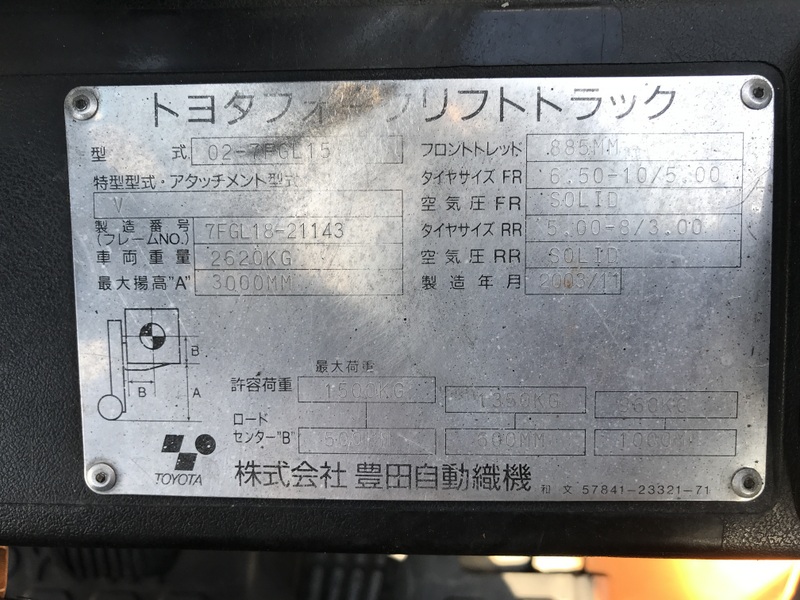 トヨタフォークリフトトラック
型式 02-7FGL15
特型型式・アタッチメント型式
V
製造番号(フレームNO.) 7FGL18-21143
車両重量 2620KG
最大揚高"A" 3000MM
フロントトレッド 885MM
タイヤサイズ FR 6.50-10/5.00
空気圧 FR SOLID
タイヤサイズ RR 5.00-8/3.00
空気圧 RR SOLID
製造年月 2003/11
B
B A
最大荷重
許容荷重 1500KG 1350KG
ロードセンター"B" 600MM
TOYOTA 株式会社 豊田自動織機 和文 57841-23321-71